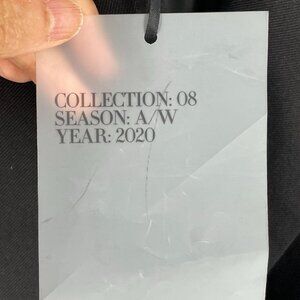 COLLECTION: 08
SEASON: A/W
YEAR: 2020